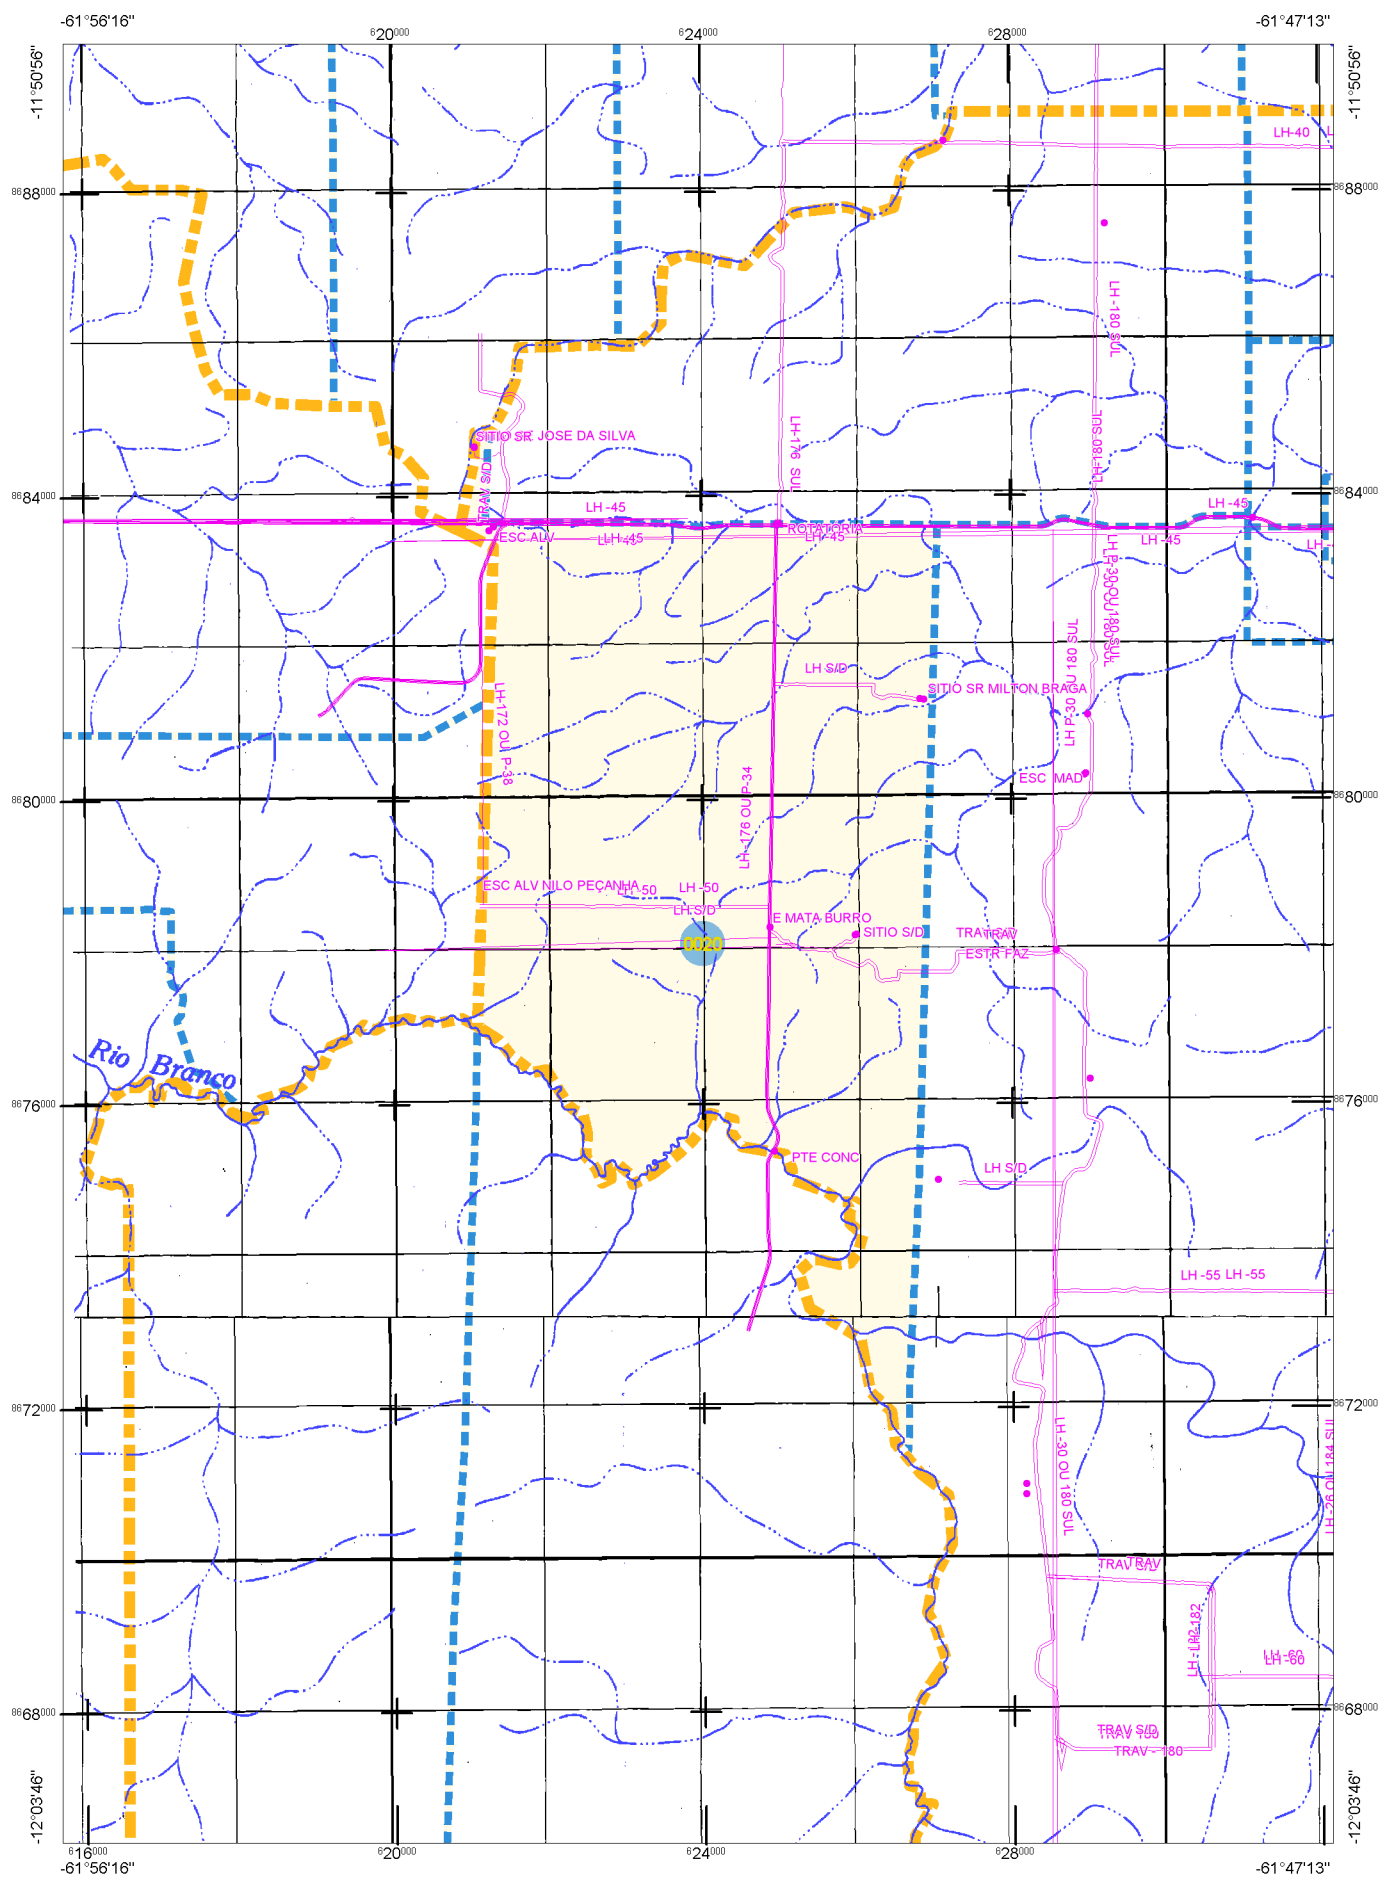 -61°56'16"
-61°47'13"
620000
624000
628000
-11°50'56"
-11°50'56"
LH-40
8688000
8688000
LH -180 SUL
LH-176 SUL
LH-180 SUL
SITIO SR JOSE DA SILVA
TRAV S/D
8684000
8684000
LH -45
LH -45
ROTATÓRIA
ESC ALV
LH -45
LH -45
LH -45
LH P-30 OU 180 SUL
LH P-30 OU 180 SUL
LH S/D
SITIO SR MILTON BRAGA
LH-172 OU P-38
ESC MAD
LH -176 OU P-34
8680000
8680000
ESC ALV NILO PEÇANHA
LH -50
LH -50
LH S/D
E MATA BURRO
SITIO S/D
TRAV
ESTR FAZ
0020
Rio Branco
8676000
8676000
PTE CONC
LH S/D
LH -55 LH -55
8672000
8672000
LH -30 OU 180 SUL
LH -26 OU 184 SUL
TRAV S/D
TRAV
LH -182
LH -60
8668000
8668000
TRAV S/D
TRAV 180
TRAV - 180
-12°03'46"
-12°03'46"
616000
620000
624000
628000
-61°56'16"
-61°47'13"